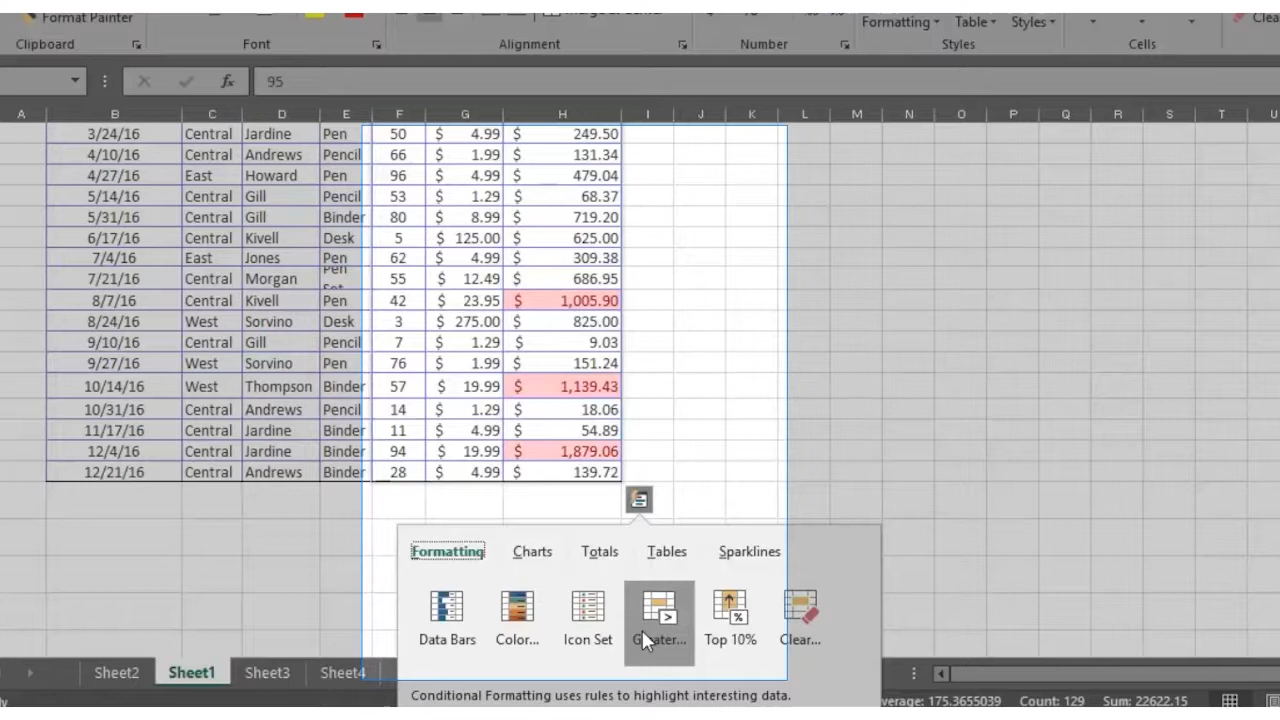 Format Painter
Formatting Table Styles
Clipboard Font Alignment Number Styles Cells
fx 95
A B C D E F G H I J K L M N O P Q R S T U
3/24/16 Central Jardine Pen 50 $ 4.99 $ 249.50
4/10/16 Central Andrews Pencil 66 $ 1.99 $ 131.34
4/27/16 East Howard Pen 96 $ 4.99 $ 479.04
5/14/16 Central Gill Pencil 53 $ 1.29 $ 68.37
5/31/16 Central Gill Binder 80 $ 8.99 $ 719.20
6/17/16 Central Kivell Desk 5 $ 125.00 $ 625.00
7/4/16 East Jones Pen 62 $ 4.99 $ 309.38
7/21/16 Central Morgan Pen Set 55 $ 12.49 $ 686.95
8/7/16 Central Kivell Pen 42 $ 23.95 $ 1,005.90
8/24/16 West Sorvino Desk 3 $ 275.00 $ 825.00
9/10/16 Central Gill Pencil 7 $ 1.29 $ 9.03
9/27/16 West Sorvino Pen 76 $ 1.99 $ 151.24
10/14/16 West Thompson Binder 57 $ 19.99 $ 1,139.43
10/31/16 Central Andrews Pencil 14 $ 1.29 $ 18.06
11/17/16 Central Jardine Binder 11 $ 4.99 $ 54.89
12/4/16 Central Jardine Binder 94 $ 19.99 $ 1,879.06
12/21/16 Central Andrews Binder 28 $ 4.99 $ 139.72
Formatting Charts Totals Tables Sparklines
Data Bars Color... Icon Set Greater... Top 10% Clear...
Sheet2 Sheet1 Sheet3 Sheet4
Conditional Formatting uses rules to highlight interesting data.
verage: 175.3655039 Count: 129 Sum: 22622.15